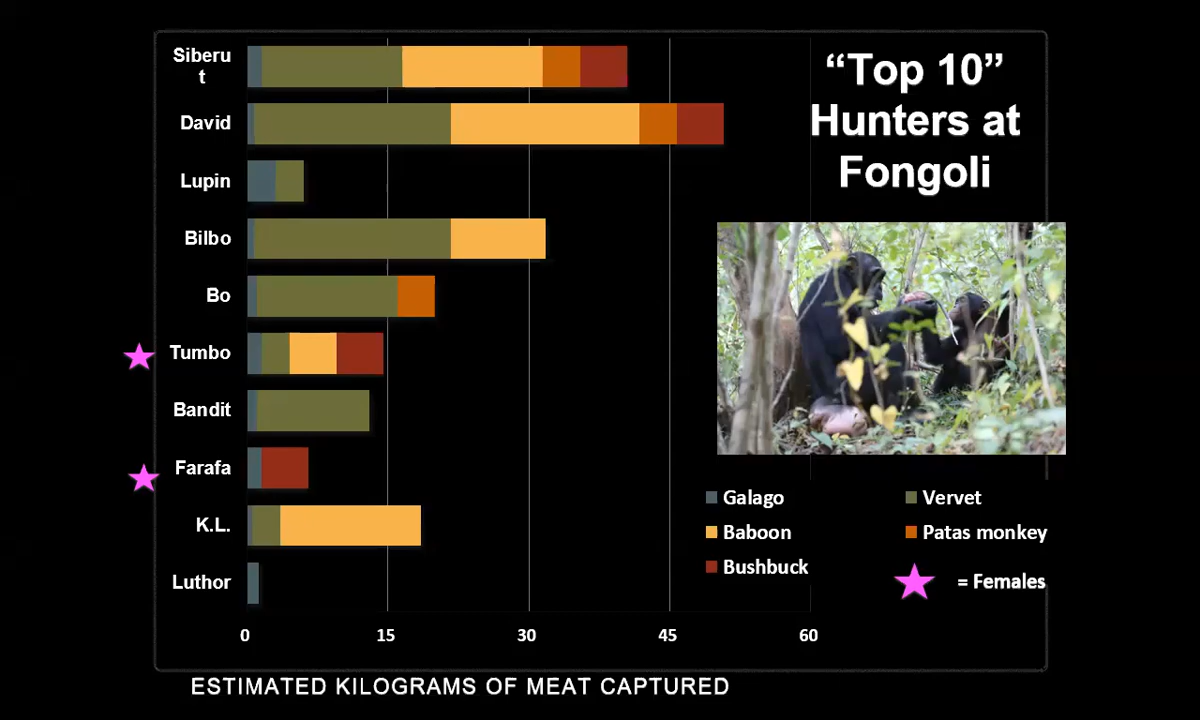 Siberu
t
David
Lupin
Bilbo
Bo
Tumbo
Bandit
Farafa
K.L.
Luthor
0 15 30 45 60
ESTIMATED KILOGRAMS OF MEAT CAPTURED
“Top 10”
Hunters at
Fongoli
Galago
Vervet
Baboon
Patas monkey
Bushbuck
= Females